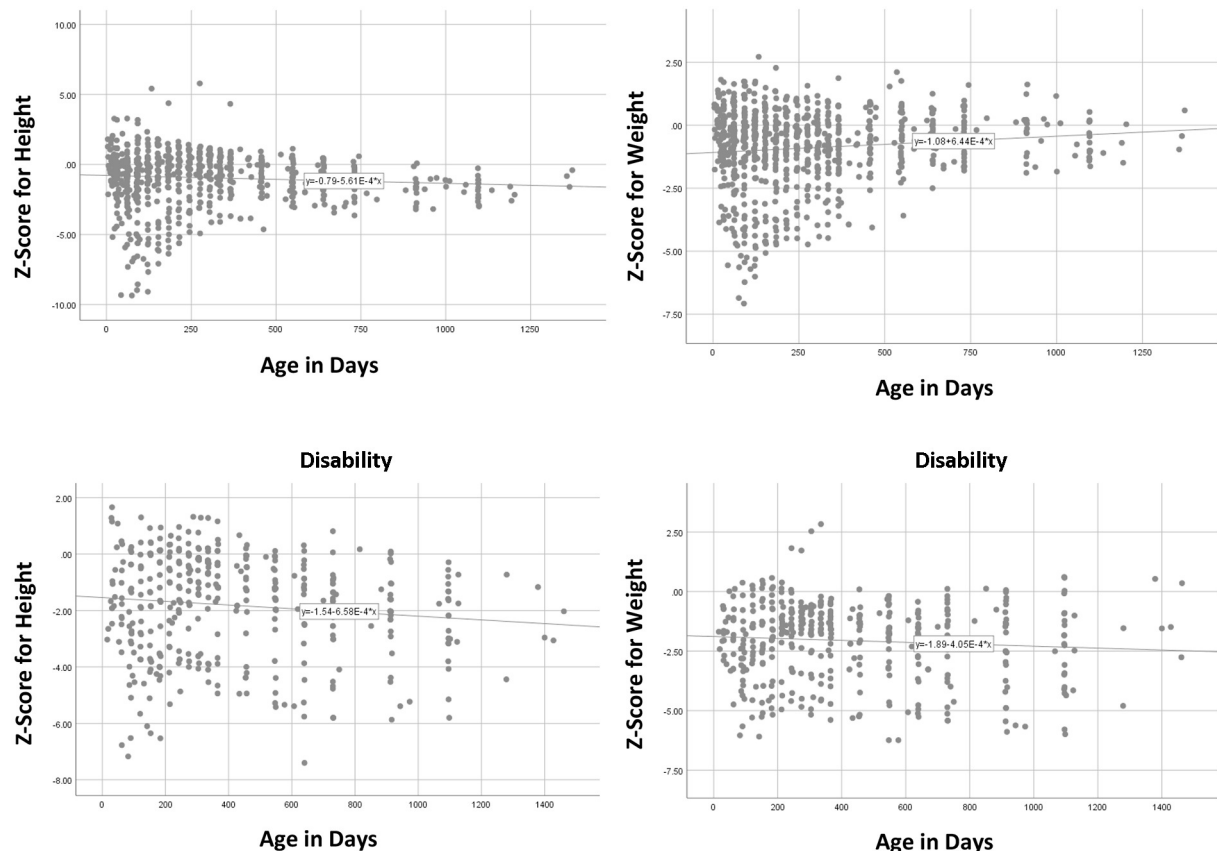 10.00
5.00
.00
-5.00
-10.00
Z-Score for Height
y=-0.79-5.61E-4*x
0 250 500 750 1000 1250
Age in Days
2.50
.00
-2.50
-5.00
-7.50
Z-Score for Weight
y=-1.08+6.44E-4*x
0 250 500 750 1000 1250
Age in Days
Disability
2.00
.00
-2.00
-4.00
-6.00
-8.00
Z-Score for Height
y=-1.54-6.58E-4*x
0 200 400 600 800 1000 1200 1400
Age in Days
Disability
2.50
.00
-2.50
-5.00
-7.50
Z-Score for Weight
y=-1.89-4.05E-4*x
0 200 400 600 800 1000 1200 1400
Age in Days